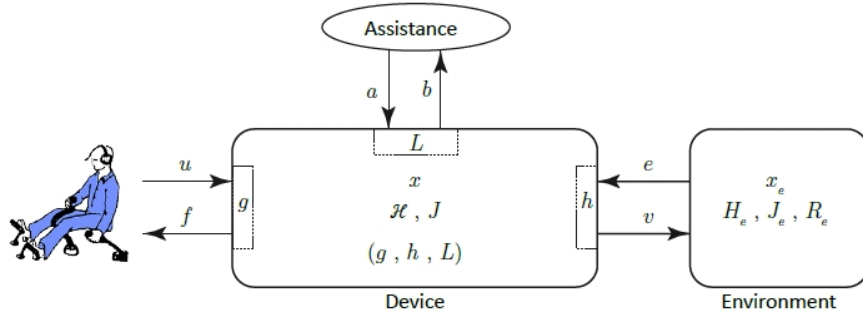 Assistance
a b
L
u
f
g
x
ℋ , J
(g , h , L)
h
e
v
x_e
H_e , J_e , R_e
Device
Environment